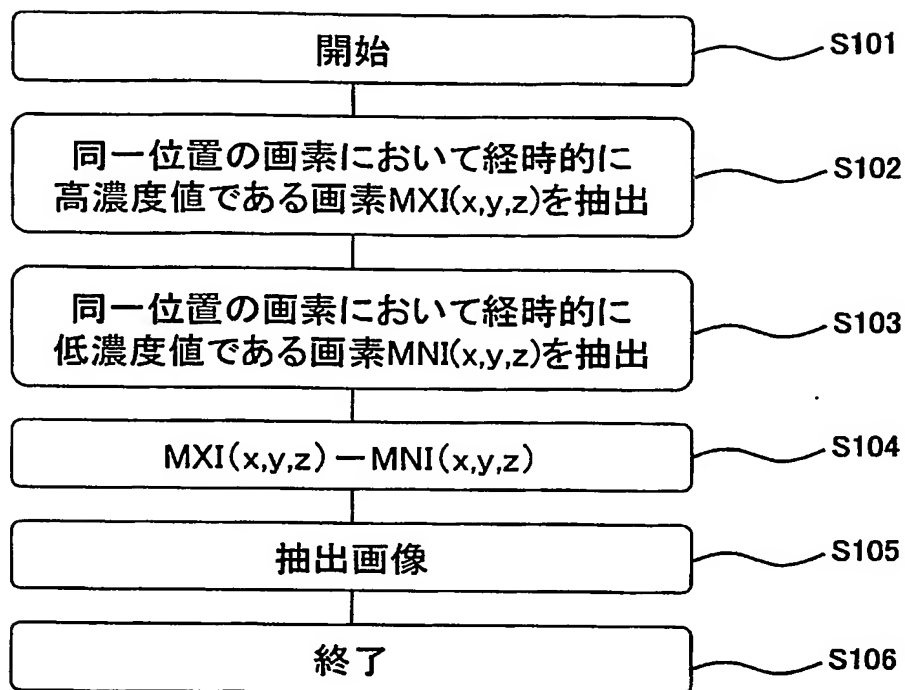 開始
S101
同一位置の画素において経時的に
高濃度値である画素MXI(x,y,z)を抽出
S102
同一位置の画素において経時的に
低濃度値である画素MNI(x,y,z)を抽出
S103
MXI(x,y,z)－MNI(x,y,z)
S104
抽出画像
S105
終了
S106